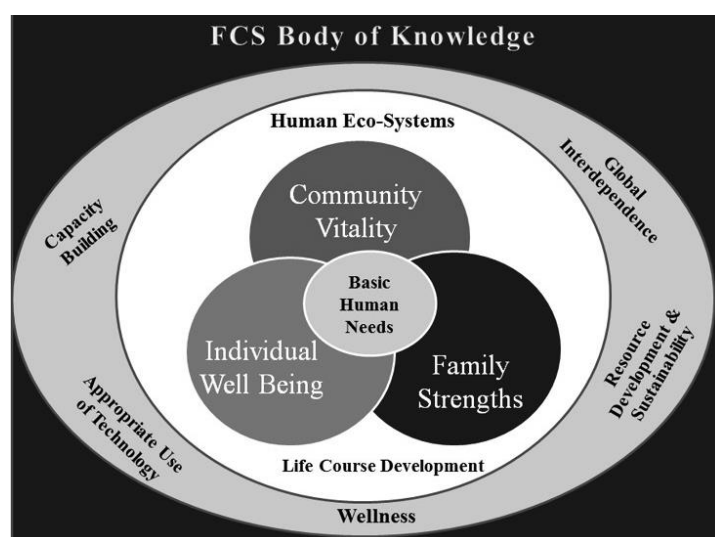 FCS Body of Knowledge
Human Eco-Systems
Global
Interdependence
Community
Vitality
Capacity
Building
Basic
Human
Needs
Individual
Well Being
Family
Strengths
Resource
Development &
Sustainability
Appropriate Use
of Technology
Life Course Development
Wellness